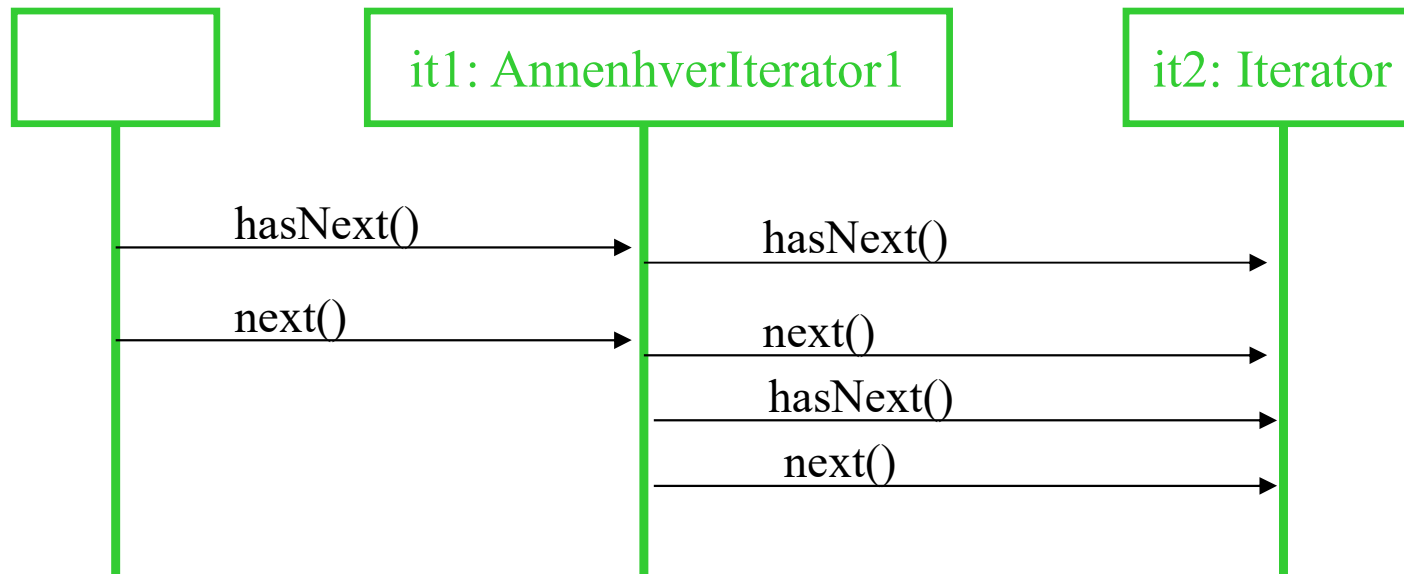 it1: AnnenhverIterator1
it2: Iterator
hasNext()
hasNext()
next()
next()
hasNext()
next()